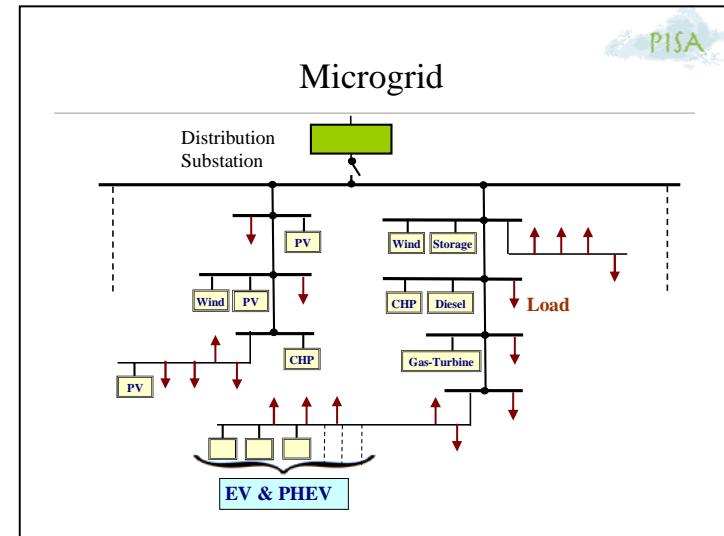 PISA
Microgrid
Distribution
Substation
PV
Wind
Storage
Wind
PV
CHP
Diesel
Load
CHP
Gas-Turbine
PV
EV & PHEV